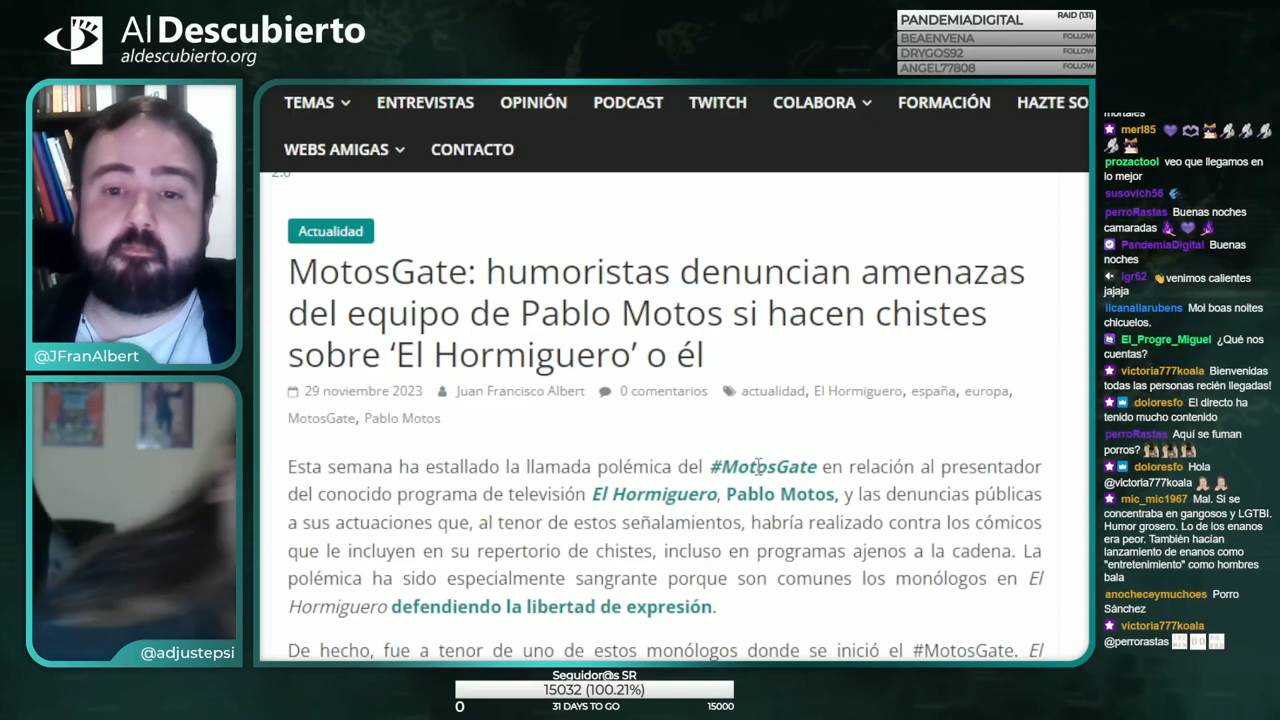 Al Descubierto
aldescubierto.org
PANDEMIADIGITAL RAID (131)
BEAENVENA FOLLOW
DRYGOS92 FOLLOW
ANGEL77808 FOLLOW
TEMAS ENTREVISTAS OPINIÓN PODCAST TWITCH COLABORA FORMACIÓN HAZTE SO
WEBS AMIGAS CONTACTO
Actualidad
MotosGate: humoristas denuncian amenazas
del equipo de Pablo Motos si hacen chistes
sobre ‘El Hormiguero’ o él
29 noviembre 2023 Juan Francisco Albert 0 comentarios actualidad, El Hormiguero, españa, europa,
MotosGate, Pablo Motos
Esta semana ha estallado la llamada polémica del #MotosGate en relación al presentador
del conocido programa de televisión El Hormiguero, Pablo Motos, y las denuncias públicas
a sus actuaciones que, al tenor de estos señalamientos, habría realizado contra los cómicos
que le incluyen en su repertorio de chistes, incluso en programas ajenos a la cadena. La
polémica ha sido especialmente sangrante porque son comunes los monólogos en El
Hormiguero defendiendo la libertad de expresión.
De hecho, fue a tenor de uno de estos monólogos donde se inició el #MotosGate. El
@JFranAlbert
@adjustepsi
mortales
merl85
prozactool veo que llegamos en
lo mejor
susovich56
perroRastas Buenas noches
camaradas
PandemiaDigital Buenas
noches
lgr62 venimos calientes
jajaja
ilcanallarubens Moi boas noites
chicuelos.
El_Progre_Miguel ¿Qué nos
cuentas?
victoria777koala Bienvenidas
todas las personas recién llegadas!
doloresfo El directo ha
tenido mucho contenido
perroRastas Aquí se fuman
porros?
doloresfo Hola
@victoria777koala
mic_mic1967 Mal. Si se
concentraba en gangosos y LGTBI.
Humor grosero. Lo de los enanos
era peor. También hacían
lanzamiento de enanos como
"entretenimiento" como hombres
bala
anocheceymuchoes Porro
Sánchez
victoria777koala
@perrorastas
Seguidor@s SR
15032 (100.21%)
0 31 DAYS TO GO 15000